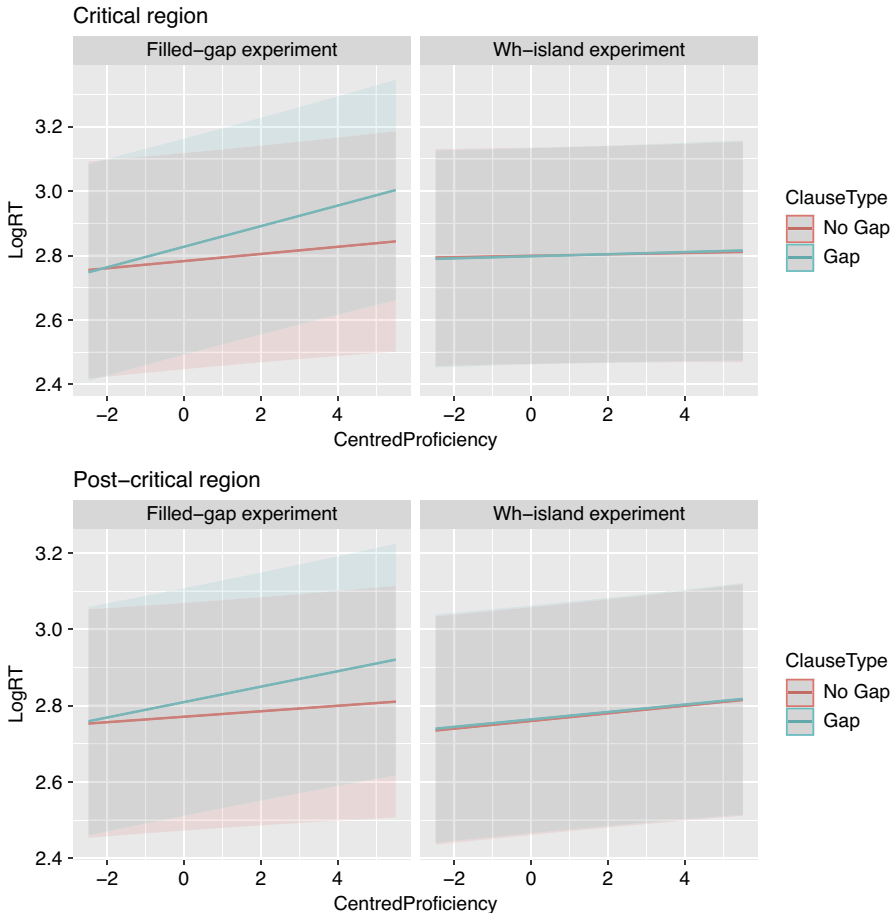 Critical region
Filled−gap experiment
Wh−island experiment
3.2
3.0
2.8
2.6
2.4
LogRT
−2 0 2 4
−2 0 2 4
CentredProficiency
CentredProficiency
ClauseType
No Gap
Gap
Post−critical region
Filled−gap experiment
Wh−island experiment
3.2
3.0
2.8
2.6
2.4
LogRT
−2 0 2 4
−2 0 2 4
CentredProficiency
CentredProficiency
ClauseType
No Gap
Gap